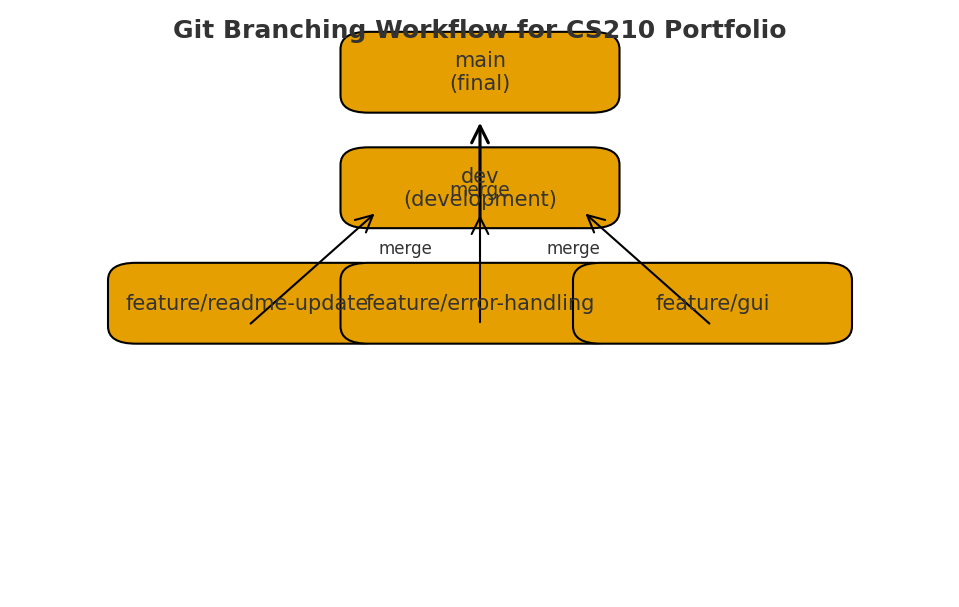 Git Branching Workflow for CS210 Portfolio
main
(final)
dev
merge
(development)
merge
merge
feature/readme-update
feature/error-handling
feature/gui